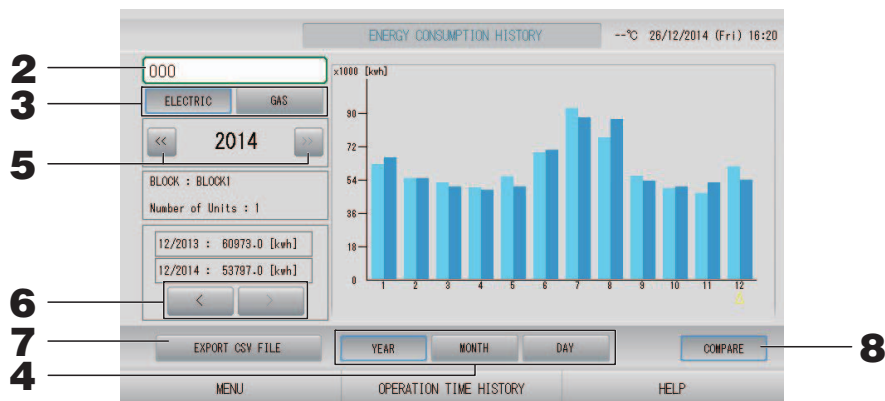 ENERGY CONSUMPTION HISTORY
--°C 26/12/2014 (Fri) 16:20
2
000
3
ELECTRIC GAS
5
<< 2014 >>
BLOCK : BLOCK1
Number of Units : 1
12/2013 : 60973.0 [kwh]
12/2014 : 53797.0 [kwh]
6
< >
x1000 [kwh]
90
72
54
36
18
0
1 2 3 4 5 6 7 8 9 10 11 12
7
EXPORT CSV FILE
4
YEAR MONTH DAY
COMPARE
8
MENU OPERATION TIME HISTORY HELP